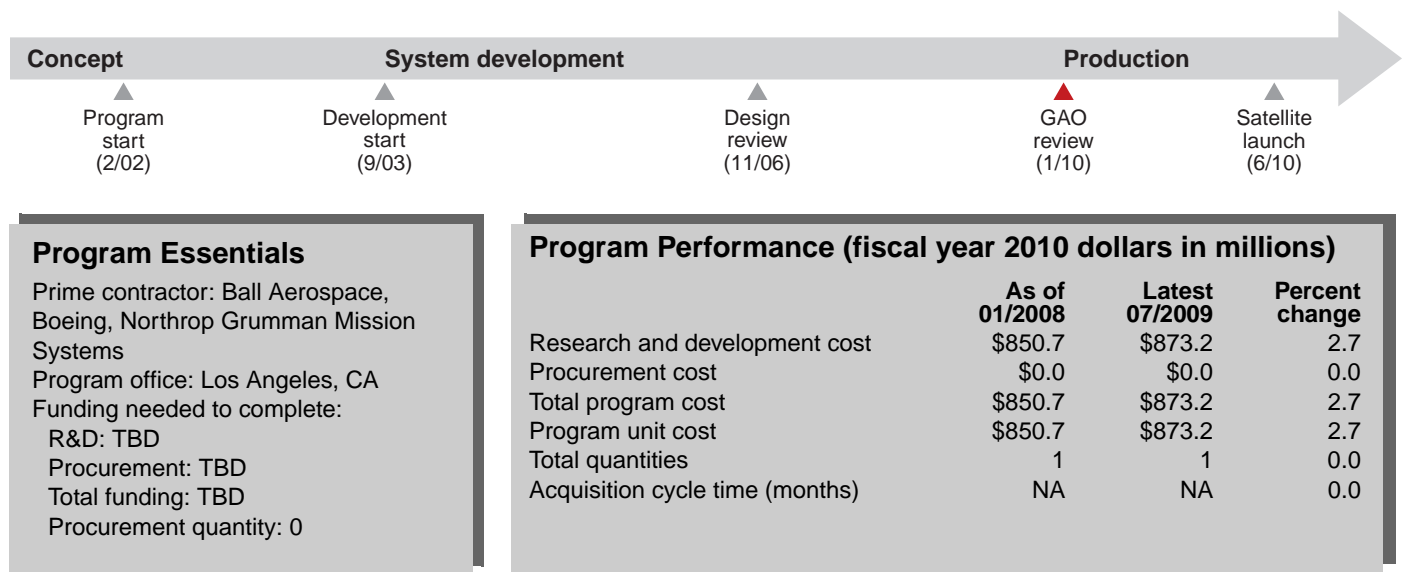 Concept System development Production
Program start (2/02)
Development start (9/03)
Design review (11/06)
GAO review (1/10)
Satellite launch (6/10)
Program Essentials
Prime contractor: Ball Aerospace,
Boeing, Northrop Grumman Mission
Systems
Program office: Los Angeles, CA
Funding needed to complete:
R&D: TBD
Procurement: TBD
Total funding: TBD
Procurement quantity: 0
Program Performance (fiscal year 2010 dollars in millions)
As of 01/2008 Latest 07/2009 Percent change
Research and development cost $850.7 $873.2 2.7
Procurement cost $0.0 $0.0 0.0
Total program cost $850.7 $873.2 2.7
Program unit cost $850.7 $873.2 2.7
Total quantities 1 1 0.0
Acquisition cycle time (months) NA NA 0.0